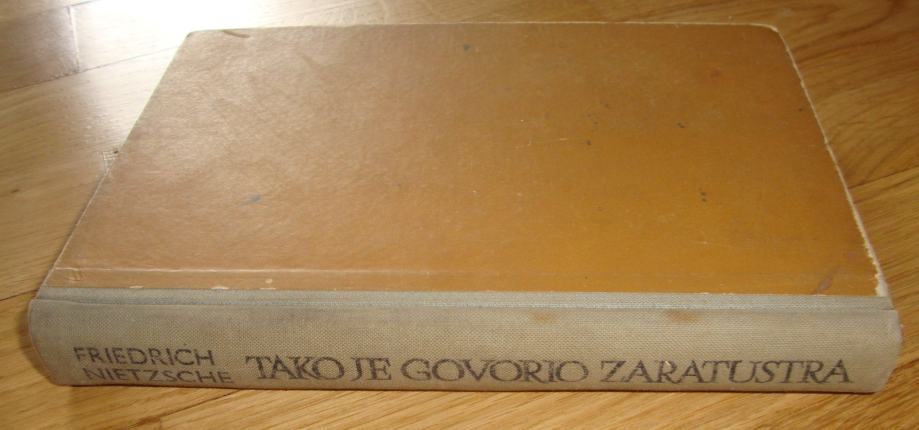 FRIEDRICH
NIETZSCHE
TAKO JE GOVORIO ZARATUSTRA